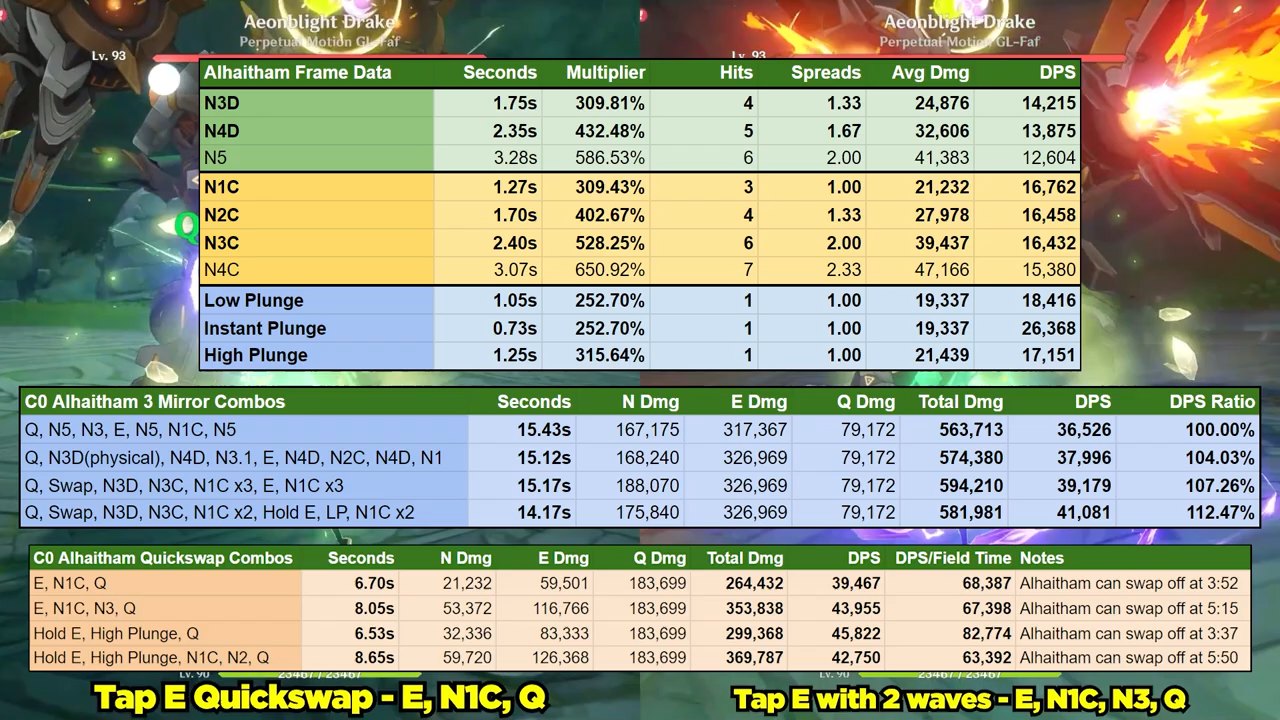 Aeonblight Drake Aeonblight Drake
Perpetual Motion GL-Faf Perpetual Motion GL-Faf
Lv. 93 Lv. 93
Alhaitham Frame Data Seconds Multiplier Hits Spreads Avg Dmg DPS
N3D 1.75s 309.81% 4 1.33 24,876 14,215
N4D 2.35s 432.48% 5 1.67 32,606 13,875
N5 3.28s 586.53% 6 2.00 41,383 12,604
N1C 1.27s 309.43% 3 1.00 21,232 16,762
N2C 1.70s 402.67% 4 1.33 27,978 16,458
N3C 2.40s 528.25% 6 2.00 39,437 16,432
N4C 3.07s 650.92% 7 2.33 47,166 15,380
Low Plunge 1.05s 252.70% 1 1.00 19,337 18,416
Instant Plunge 0.73s 252.70% 1 1.00 19,337 26,368
High Plunge 1.25s 315.64% 1 1.00 21,439 17,151
C0 Alhaitham 3 Mirror Combos Seconds N Dmg E Dmg Q Dmg Total Dmg DPS DPS Ratio
Q, N5, N3, E, N5, N1C, N5 15.43s 167,175 317,367 79,172 563,713 36,526 100.00%
Q, N3D(physical), N4D, N3.1, E, N4D, N2C, N4D, N1 15.12s 168,240 326,969 79,172 574,380 37,996 104.03%
Q, Swap, N3D, N3C, N1C x3, E, N1C x3 15.17s 188,070 326,969 79,172 594,210 39,179 107.26%
Q, Swap, N3D, N3C, N1C x2, Hold E, LP, N1C x2 14.17s 175,840 326,969 79,172 581,981 41,081 112.47%
C0 Alhaitham Quickswap Combos Seconds N Dmg E Dmg Q Dmg Total Dmg DPS DPS/Field Time Notes
E, N1C, Q 6.70s 21,232 59,501 183,699 264,432 39,467 68,387 Alhaitham can swap off at 3:52
E, N1C, N3, Q 8.05s 53,372 116,766 183,699 353,838 43,955 67,398 Alhaitham can swap off at 5:15
Hold E, High Plunge, Q 6.53s 32,336 83,333 183,699 299,368 45,822 82,774 Alhaitham can swap off at 3:37
Hold E, High Plunge, N1C, N2, Q 8.65s 59,720 126,368 183,699 369,787 42,750 63,392 Alhaitham can swap off at 5:50
Lv. 90 23467 / 23467 Lv. 90 23467 / 23467
Tap E Quickswap - E, N1C, Q Tap E with 2 waves - E, N1C, N3, Q